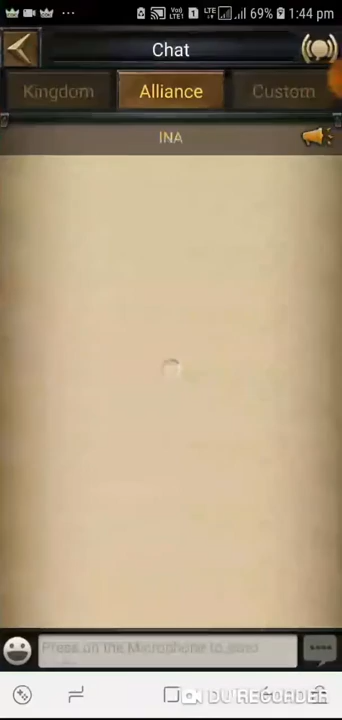 69% 1:44 pm
Chat
Kingdom Alliance Custom
INA
Press on the Microphone to send
DU RECORDER